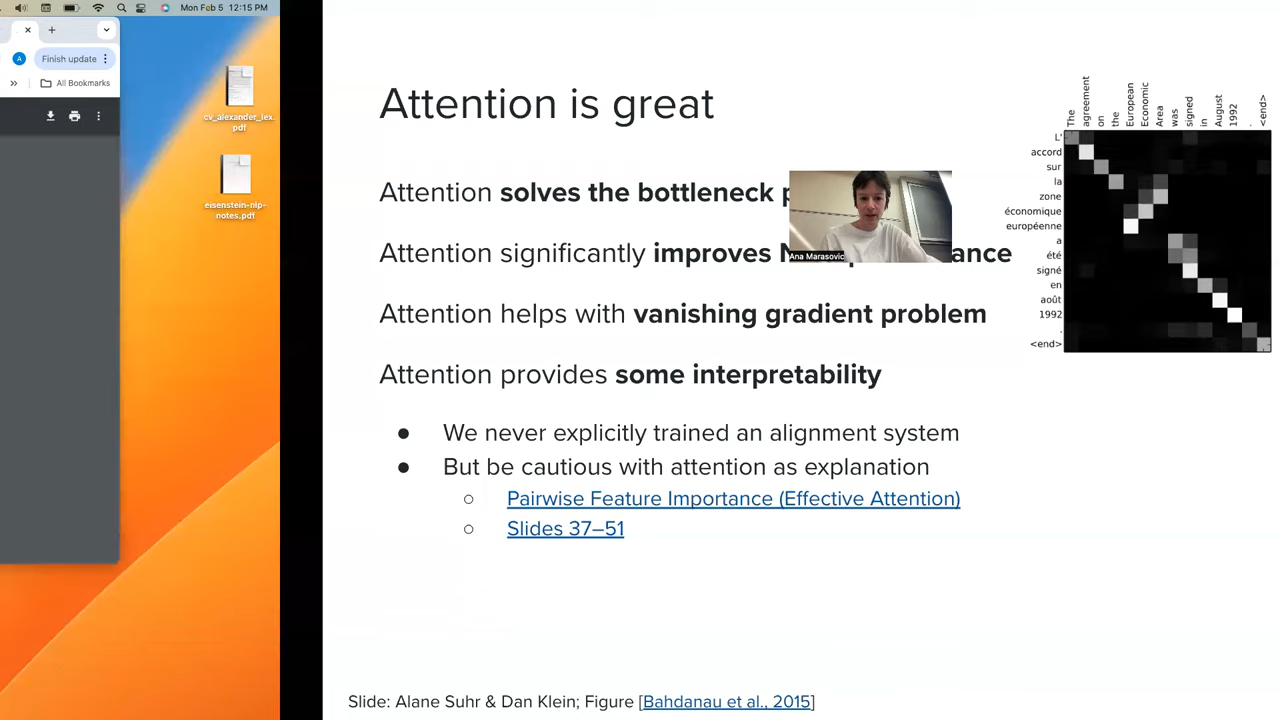 Mon Feb 5 12:15 PM
A
Finish update
» All Bookmarks
cv_alexander_lex.
pdf
eisenstein-nlp-
notes.pdf
Attention is great
Attention solves the bottleneck
Attention significantly improves
ance
Ana Marasovic
Attention helps with vanishing gradient problem
Attention provides some interpretability
● We never explicitly trained an alignment system
● But be cautious with attention as explanation
○ Pairwise Feature Importance (Effective Attention)
○ Slides 37–51
Slide: Alane Suhr & Dan Klein; Figure [Bahdanau et al., 2015]
The
agreement
on
the
European
Economic
Area
was
signed
in
August
1992
.
<end>
L'
accord
sur
la
zone
économique
européenne
a
été
signé
en
août
1992
.
<end>